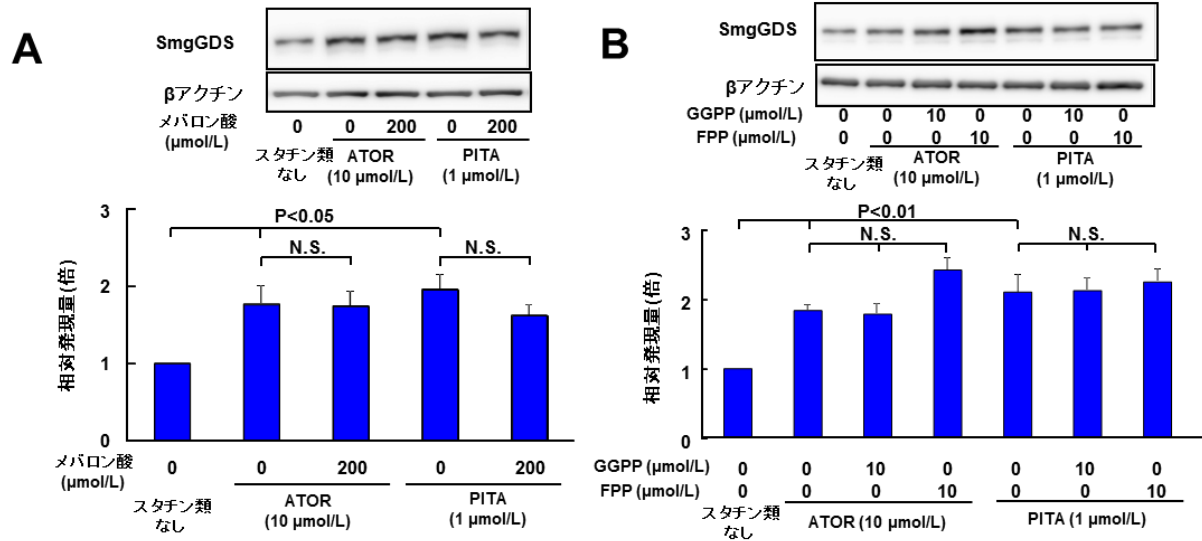 A
SmgGDS
βアクチン
メバロン酸
(μmol/L)
0 0 200 0 200
スタチン類
なし
ATOR
(10 μmol/L)
PITA
(1 μmol/L)
相対発現量(倍)
3
2
1
0
P<0.05
N.S.
N.S.
メバロン酸
(μmol/L)
0 0 200 0 200
スタチン類
なし
ATOR
(10 μmol/L)
PITA
(1 μmol/L)
B
SmgGDS
βアクチン
GGPP (μmol/L) 0 0 10 0 0 10 0
FPP (μmol/L) 0 0 0 10 0 0 10
スタチン類
なし
ATOR
(10 μmol/L)
PITA
(1 μmol/L)
相対発現量(倍)
3
2
1
0
P<0.01
N.S.
N.S.
GGPP (μmol/L) 0 0 10 0 0 10 0
FPP (μmol/L) 0 0 0 10 0 0 10
スタチン類
なし
ATOR (10 μmol/L)
PITA (1 μmol/L)